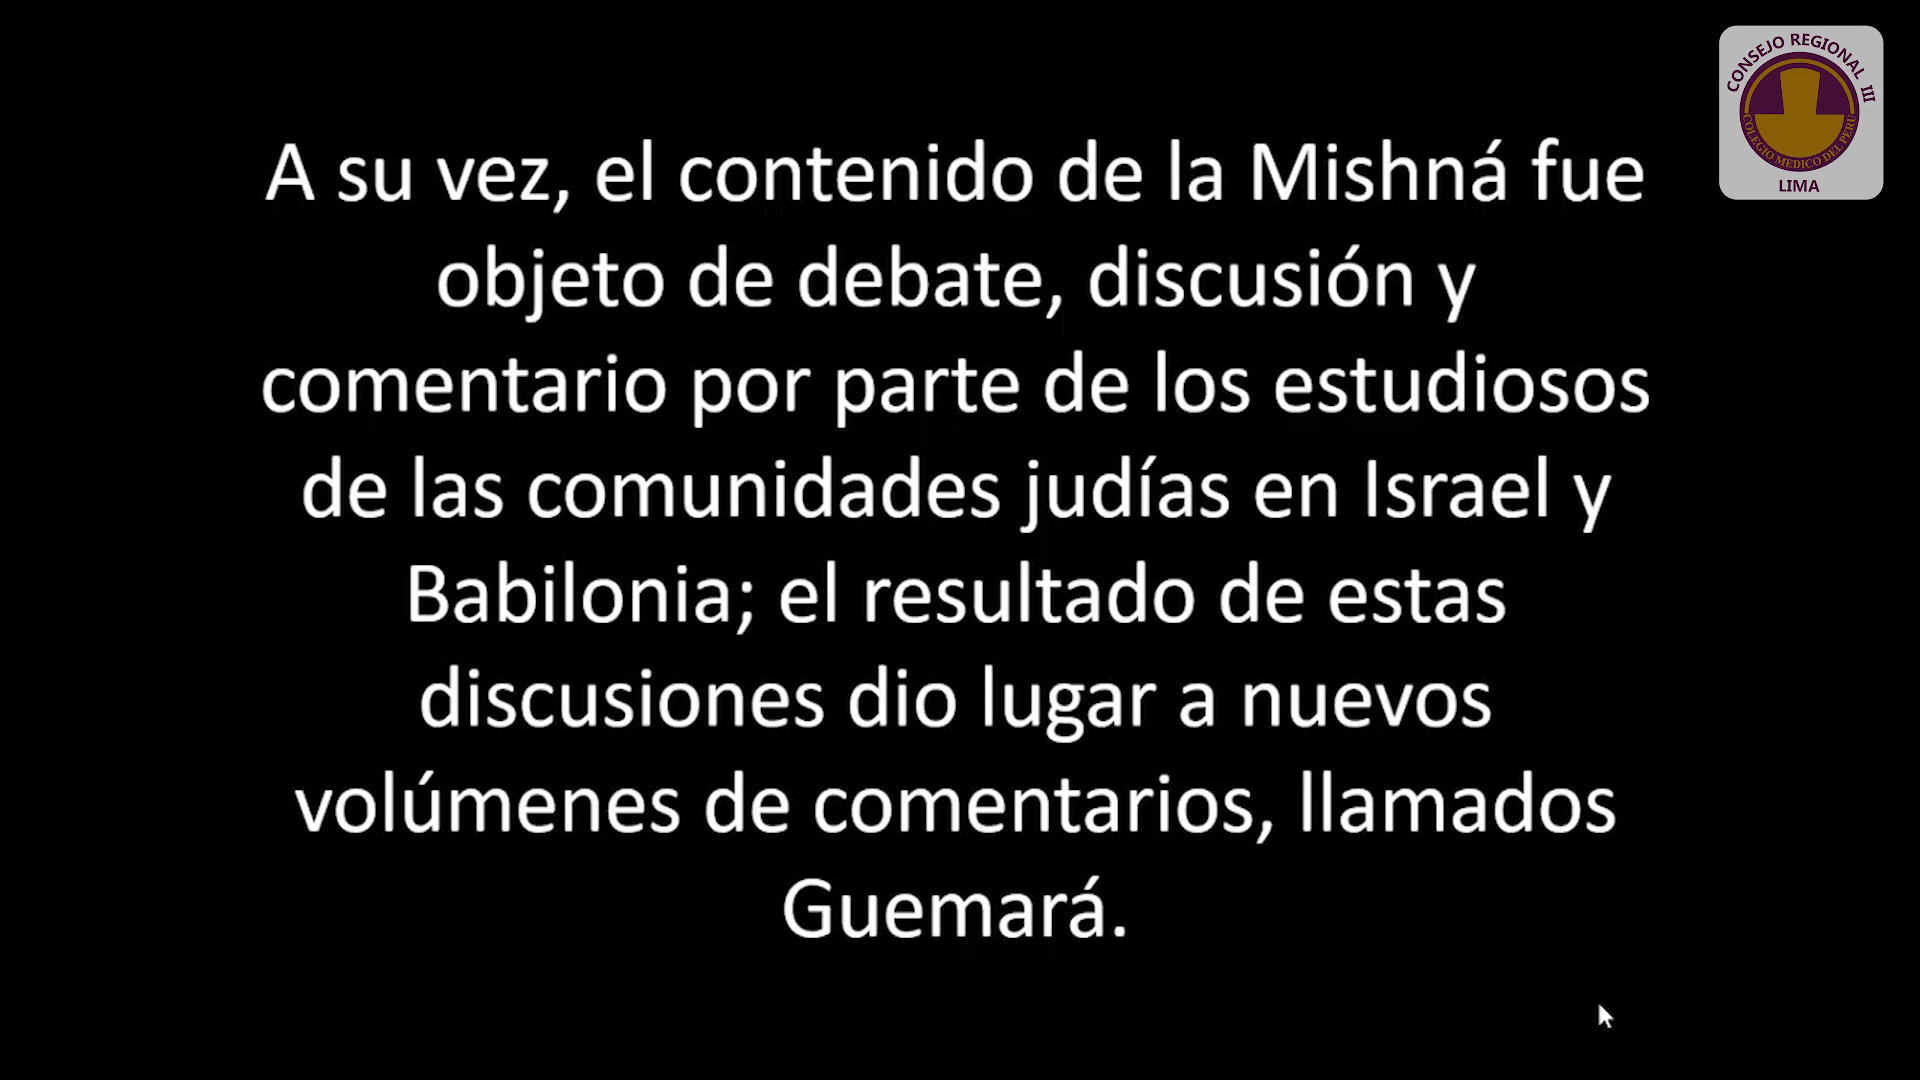 A su vez, el contenido de la Mishná fue
objeto de debate, discusión y
comentario por parte de los estudiosos
de las comunidades judías en Israel y
Babilonia; el resultado de estas
discusiones dio lugar a nuevos
volúmenes de comentarios, llamados
Guemará.
CONSEJO REGIONAL III
COLEGIO MEDICO DEL PERU
LIMA